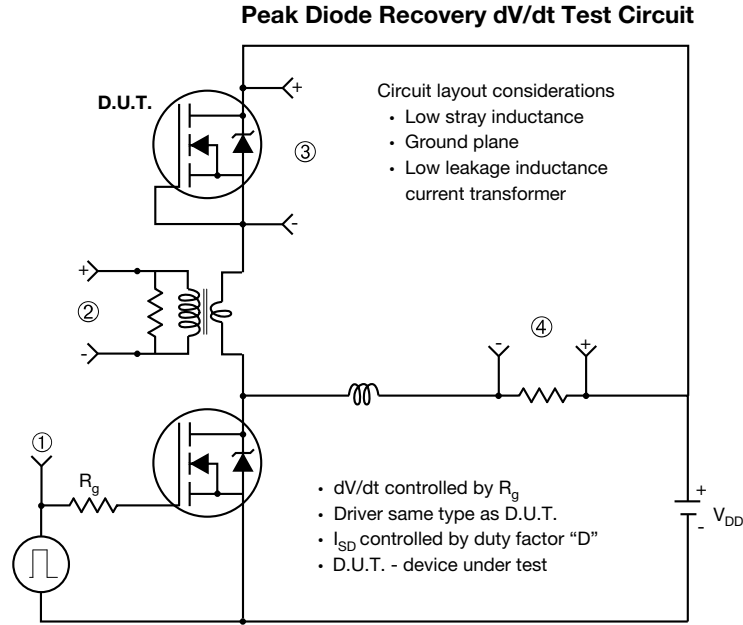 Peak Diode Recovery dV/dt Test Circuit
D.U.T.
+
-
③
Circuit layout considerations
• Low stray inductance
• Ground plane
• Low leakage inductance
current transformer
+
②
-
-
④
+
①
Rg
• dV/dt controlled by Rg
• Driver same type as D.U.T.
• ISD controlled by duty factor “D”
• D.U.T. - device under test
+
-
VDD